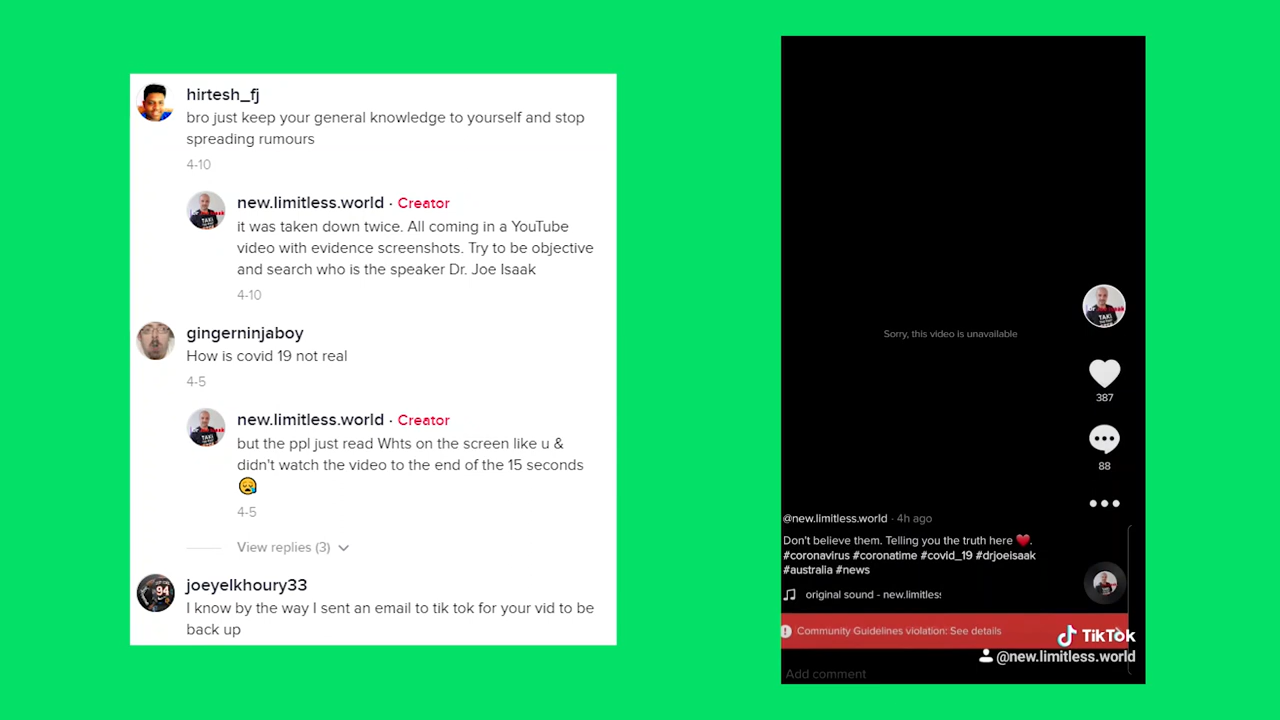 hirtesh_fj
bro just keep your general knowledge to yourself and stop
spreading rumours
4-10
new.limitless.world · Creator
it was taken down twice. All coming in a YouTube
video with evidence screenshots. Try to be objective
and search who is the speaker Dr. Joe Isaak
4-10
gingerninjaboy
How is covid 19 not real
4-5
new.limitless.world · Creator
but the ppl just read Whts on the screen like u &
didn't watch the video to the end of the 15 seconds
😥
4-5
View replies (3)
joeyelkhoury33
I know by the way I sent an email to tik tok for your vid to be
back up
Sorry, this video is unavailable
387
88
@new.limitless.world · 4h ago
Don't believe them. Telling you the truth here ❤️.
#coronavirus #coronatime #covid_19 #drjoeisaak
#australia #news
original sound - new.limitless
Community Guidelines violation: See details
TikTok
@new.limitless.world
Add comment